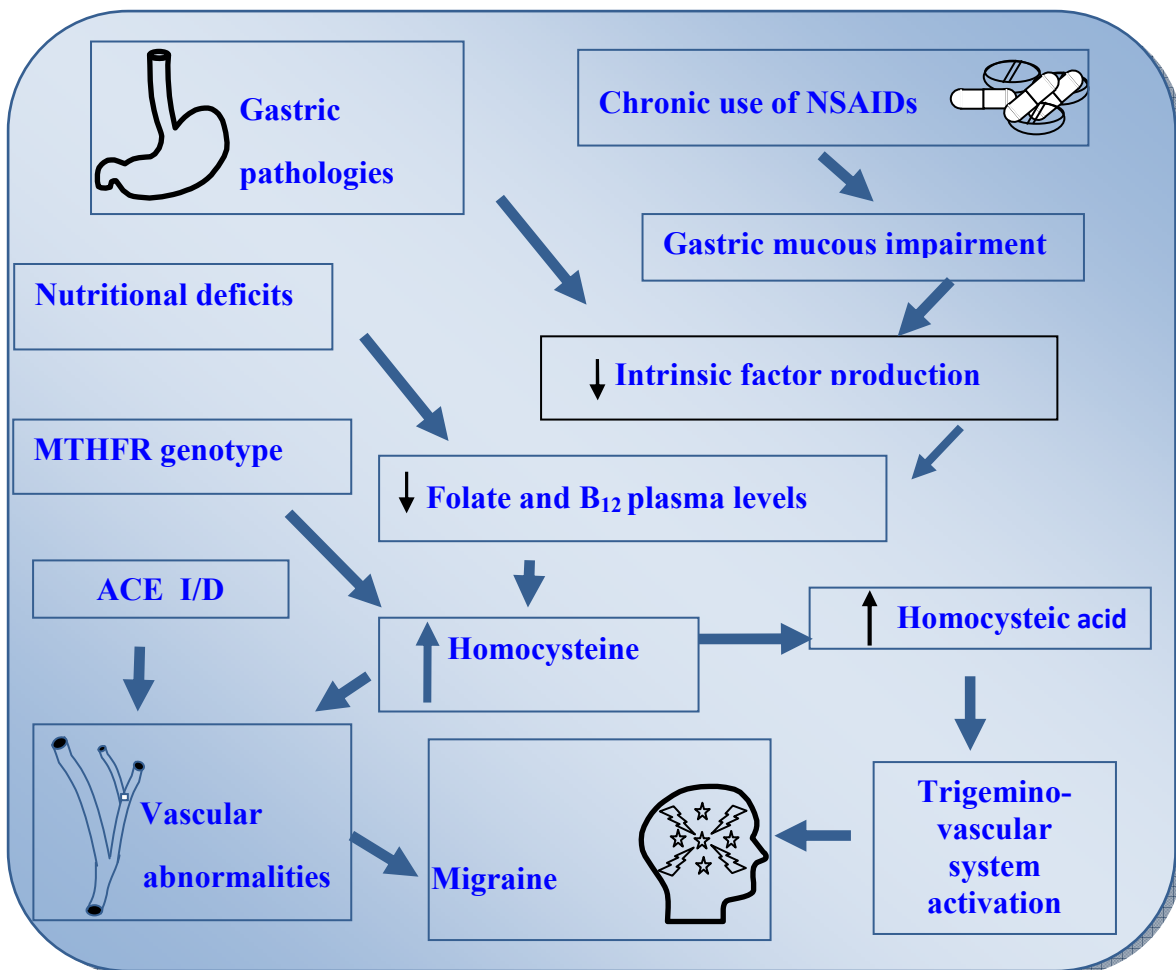 Gastric
pathologies
Chronic use of NSAIDs
Gastric mucous impairment
Nutritional deficits
↓ Intrinsic factor production
MTHFR genotype
↓ Folate and B₁₂ plasma levels
ACE I/D
↑ Homocysteine
↑ Homocysteic acid
Vascular
abnormalities
Migraine
Trigemino-
vascular
system
activation